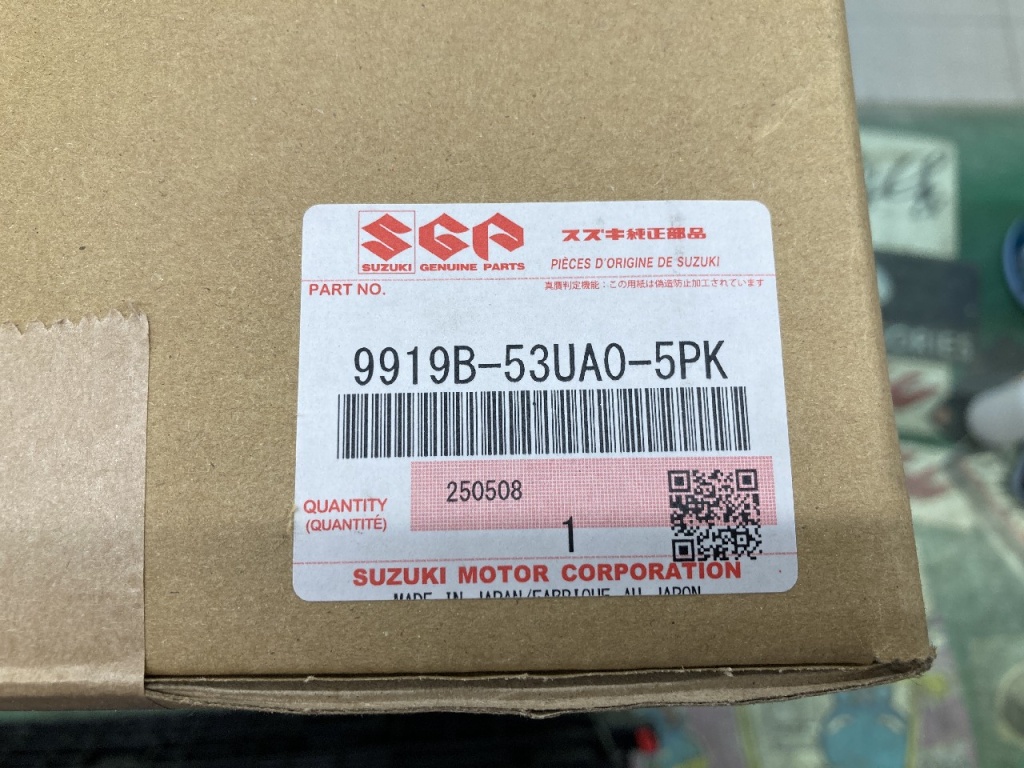 SGP
SUZUKI GENUINE PARTS
スズキ純正部品
PIÈCES D'ORIGINE DE SUZUKI
PART NO.
真贋判定機能：この用紙は偽造防止加工されています
9919B-53UA0-5PK
250508
QUANTITY
(QUANTITÉ)
1
SUZUKI MOTOR CORPORATION
MADE IN JAPAN/FABRIQUE AU JAPON